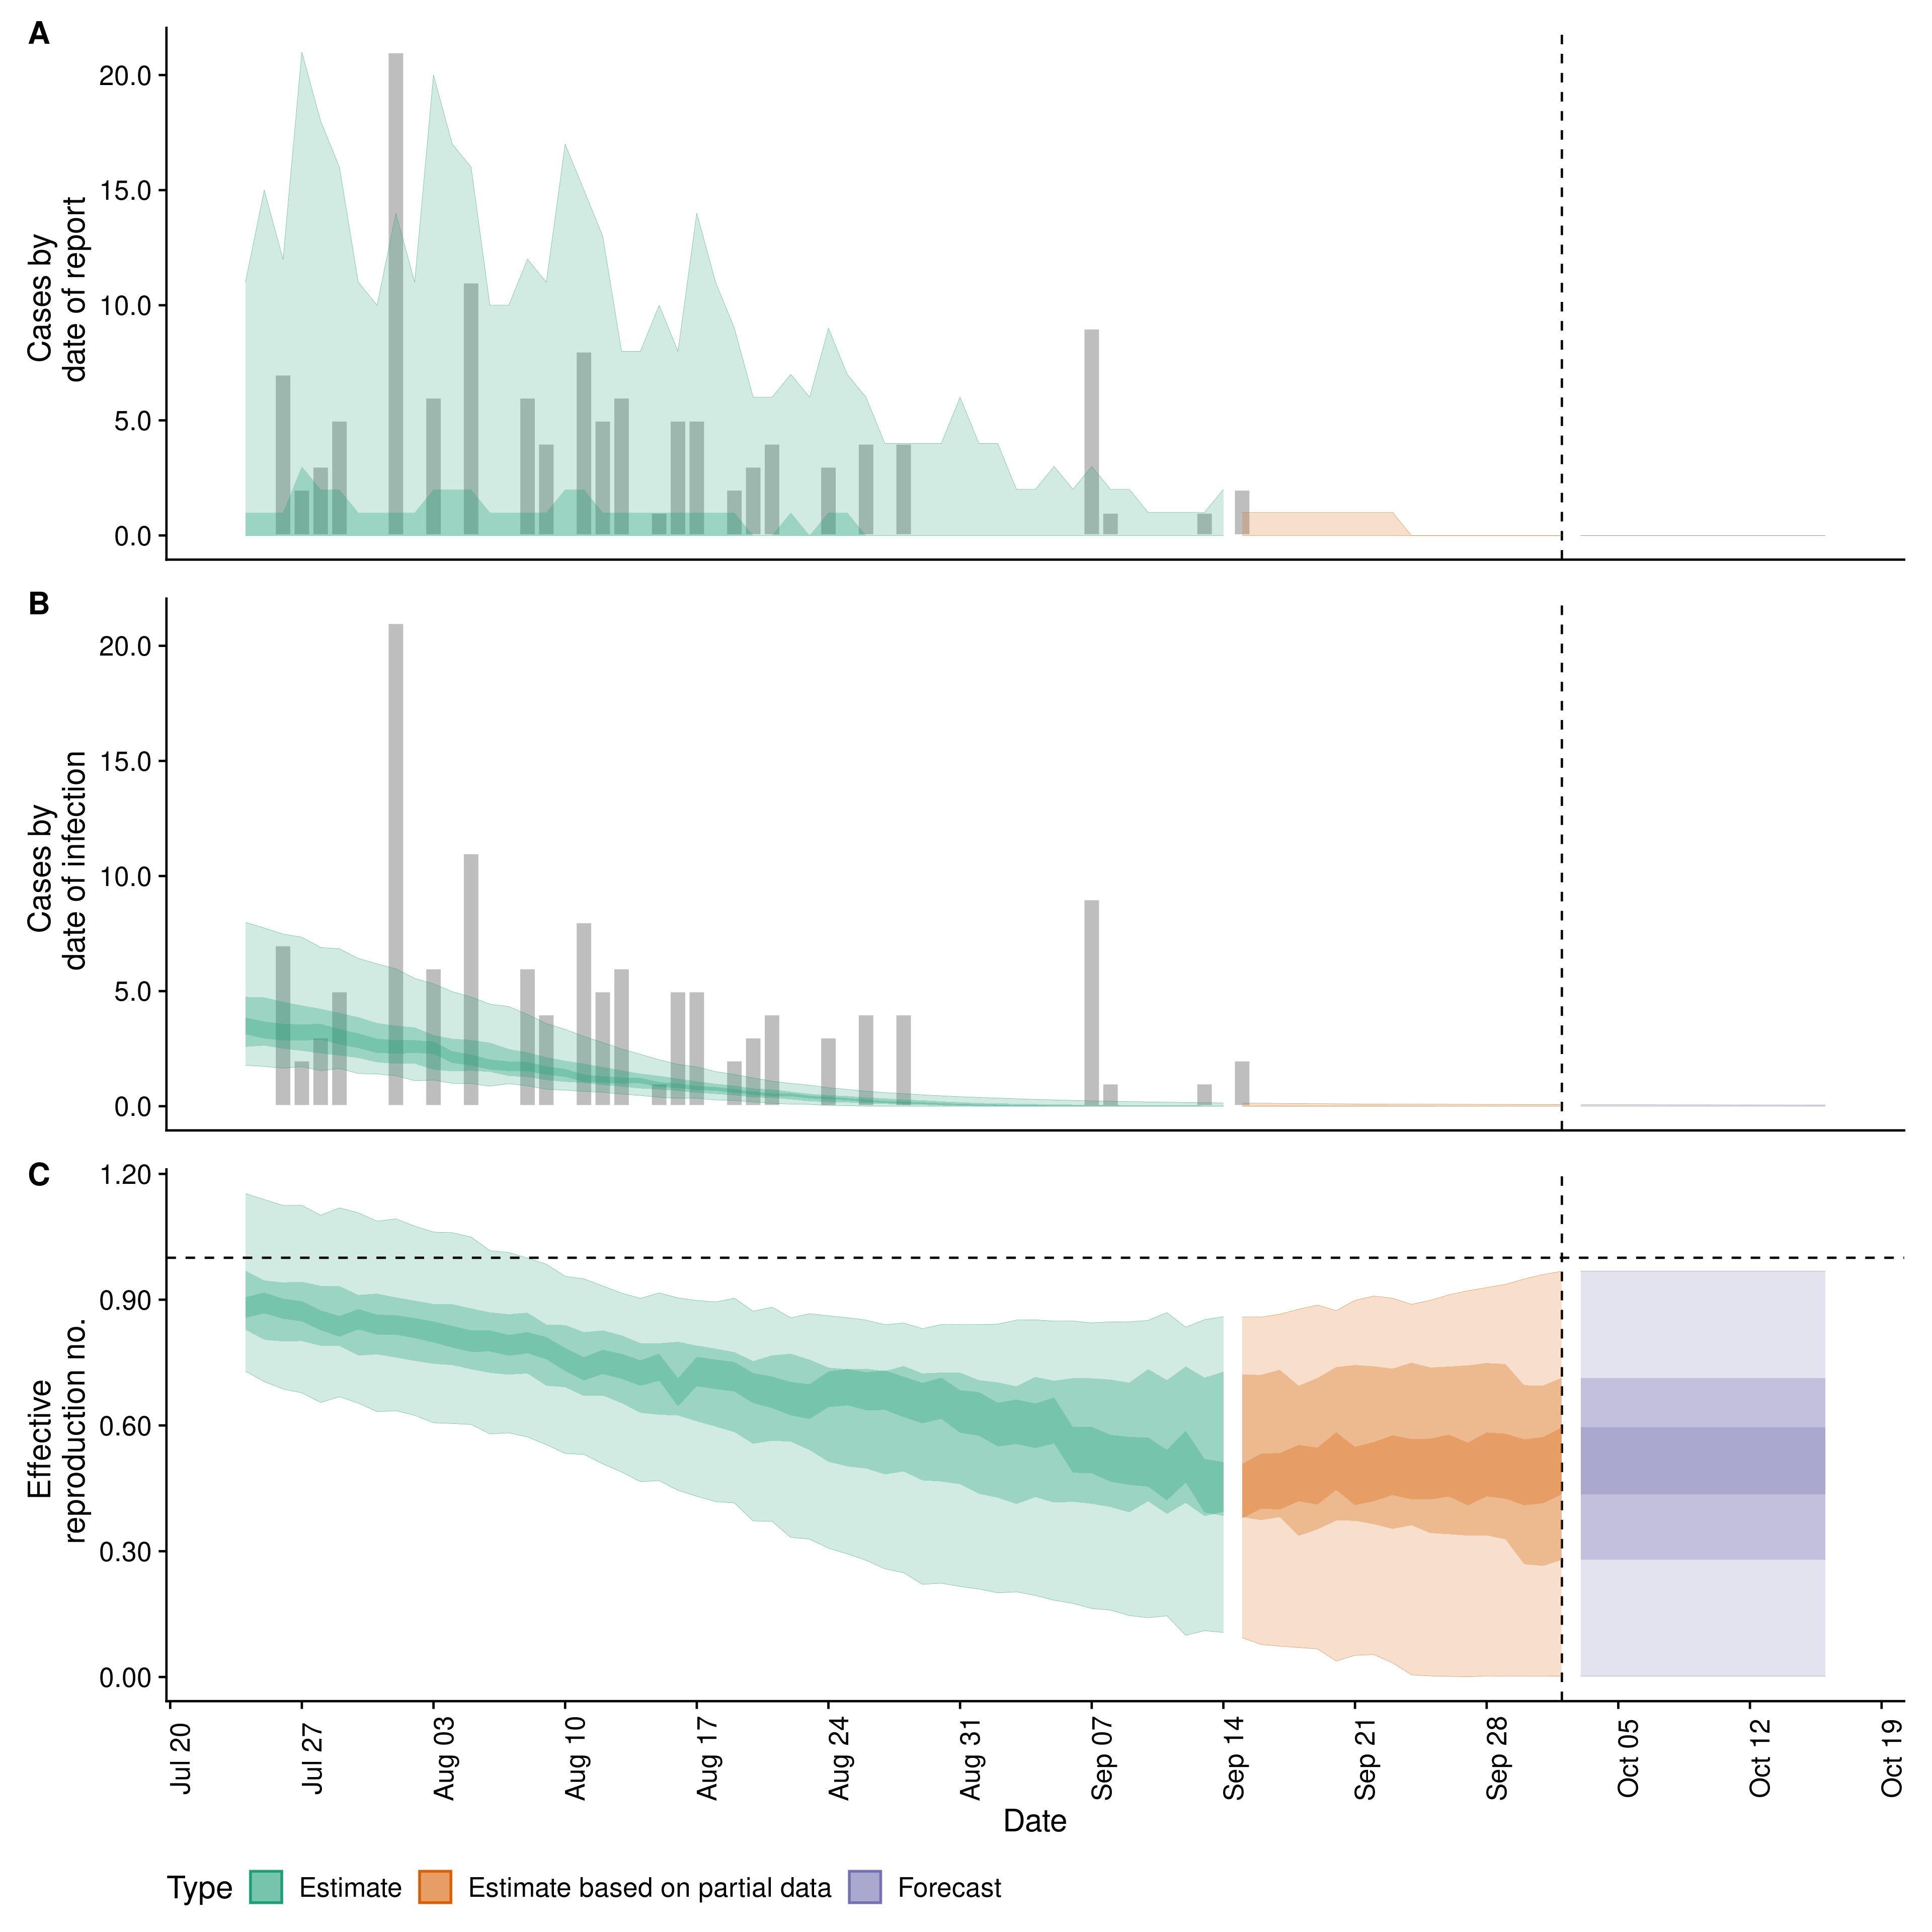 A
Cases by
date of report
20.0
15.0
10.0
5.0
0.0
B
Cases by
date of infection
20.0
15.0
10.0
5.0
0.0
C
Effective
reproduction no.
1.20
0.90
0.60
0.30
0.00
Jul 20
Jul 27
Aug 03
Aug 10
Aug 17
Aug 24
Aug 31
Sep 07
Sep 14
Sep 21
Sep 28
Oct 05
Oct 12
Oct 19
Date
Type Estimate Estimate based on partial data Forecast